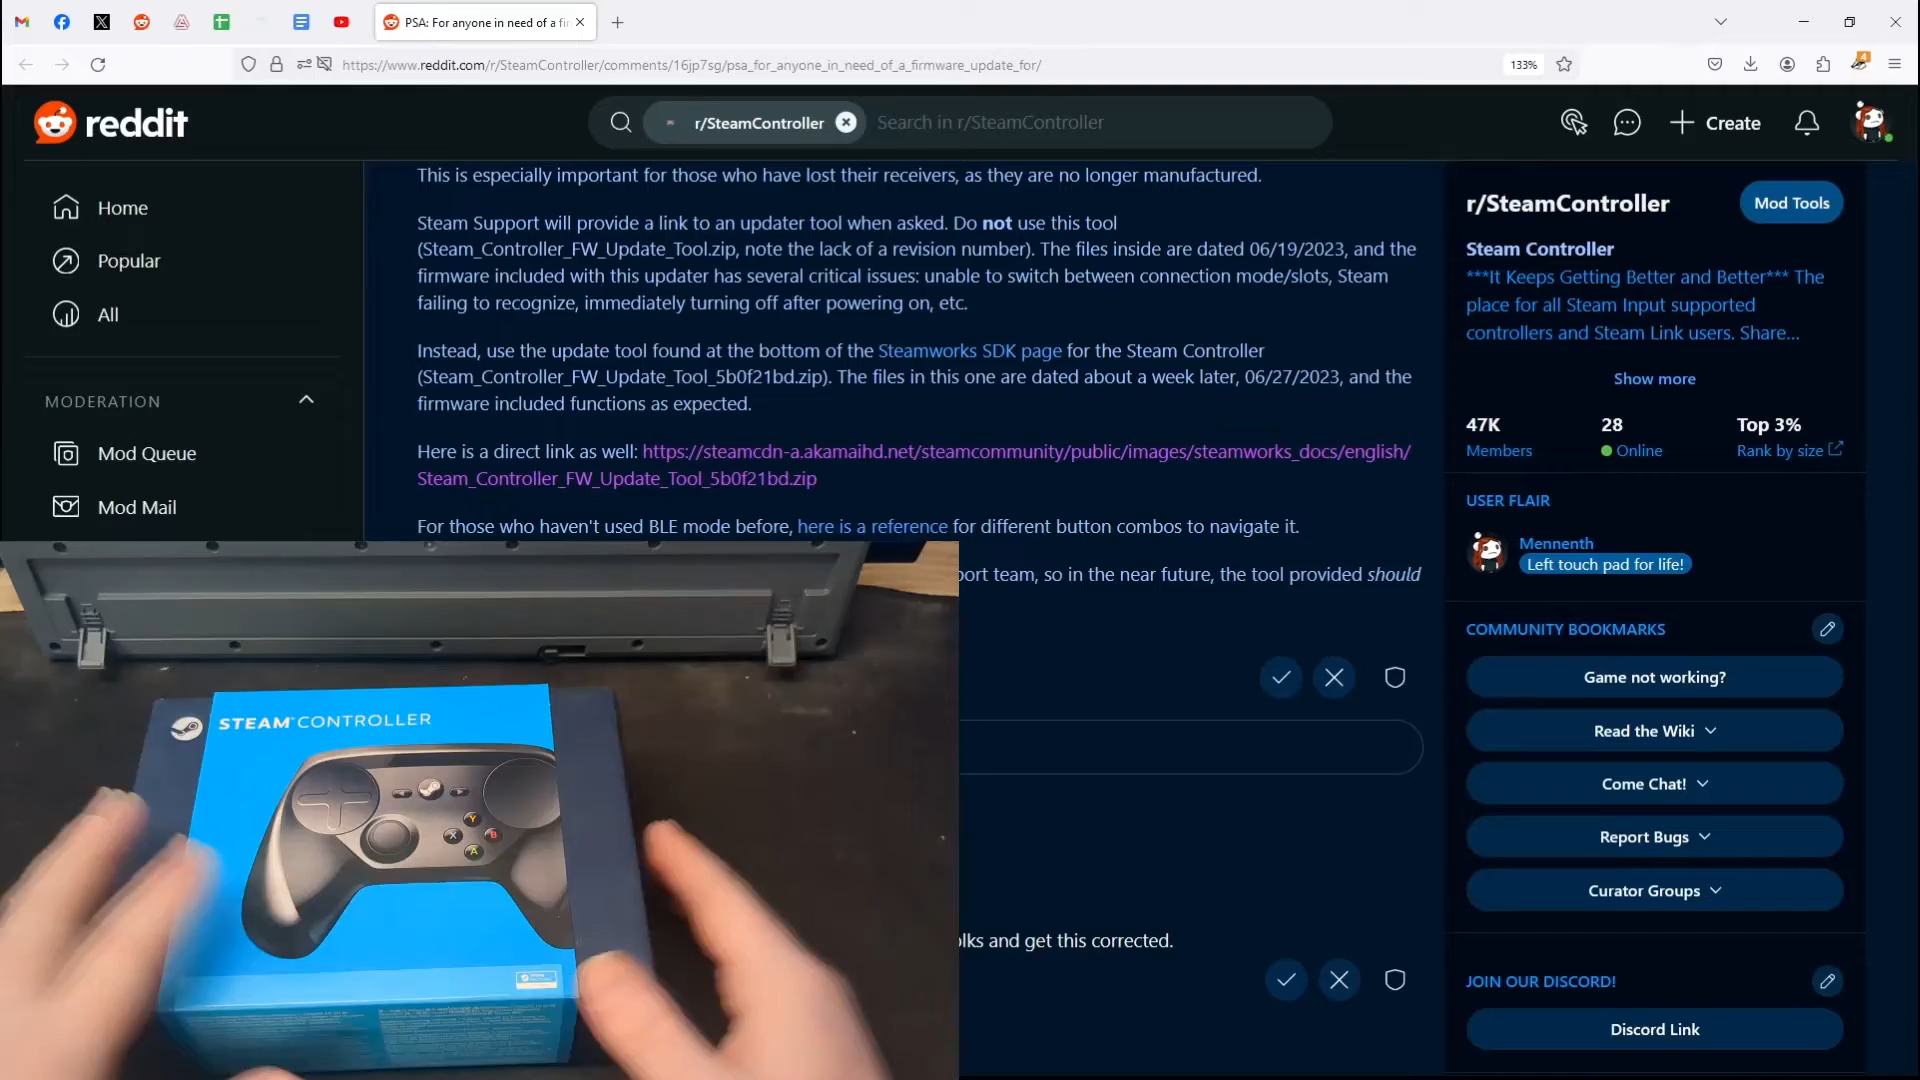 PSA: For anyone in need of a fir
https://www.reddit.com/r/SteamController/comments/16jp7sg/psa_for_anyone_in_need_of_a_firmware_update_for/
133%
4
reddit
r/SteamController
Search in r/SteamController
Create
Home
Popular
All
MODERATION
Mod Queue
Mod Mail
This is especially important for those who have lost their receivers, as they are no longer manufactured.
Steam Support will provide a link to an updater tool when asked. Do not use this tool
(Steam_Controller_FW_Update_Tool.zip, note the lack of a revision number). The files inside are dated 06/19/2023, and the
firmware included with this updater has several critical issues: unable to switch between connection mode/slots, Steam
failing to recognize, immediately turning off after powering on, etc.
Instead, use the update tool found at the bottom of the Steamworks SDK page for the Steam Controller
(Steam_Controller_FW_Update_Tool_5b0f21bd.zip). The files in this one are dated about a week later, 06/27/2023, and the
firmware included functions as expected.
Here is a direct link as well: https://steamcdn-a.akamaihd.net/steamcommunity/public/images/steamworks_docs/english/
Steam_Controller_FW_Update_Tool_5b0f21bd.zip
For those who haven't used BLE mode before, here is a reference for different button combos to navigate it.
port team, so in the near future, the tool provided should
olks and get this corrected.
r/SteamController
Mod Tools
Steam Controller
***It Keeps Getting Better and Better*** The
place for all Steam Input supported
controllers and Steam Link users. Share...
Show more
47K 28 Top 3%
Members Online Rank by size
USER FLAIR
Mennenth
Left touch pad for life!
COMMUNITY BOOKMARKS
Game not working?
Read the Wiki
Come Chat!
Report Bugs
Curator Groups
JOIN OUR DISCORD!
Discord Link
STEAM CONTROLLER
Y
X B
A